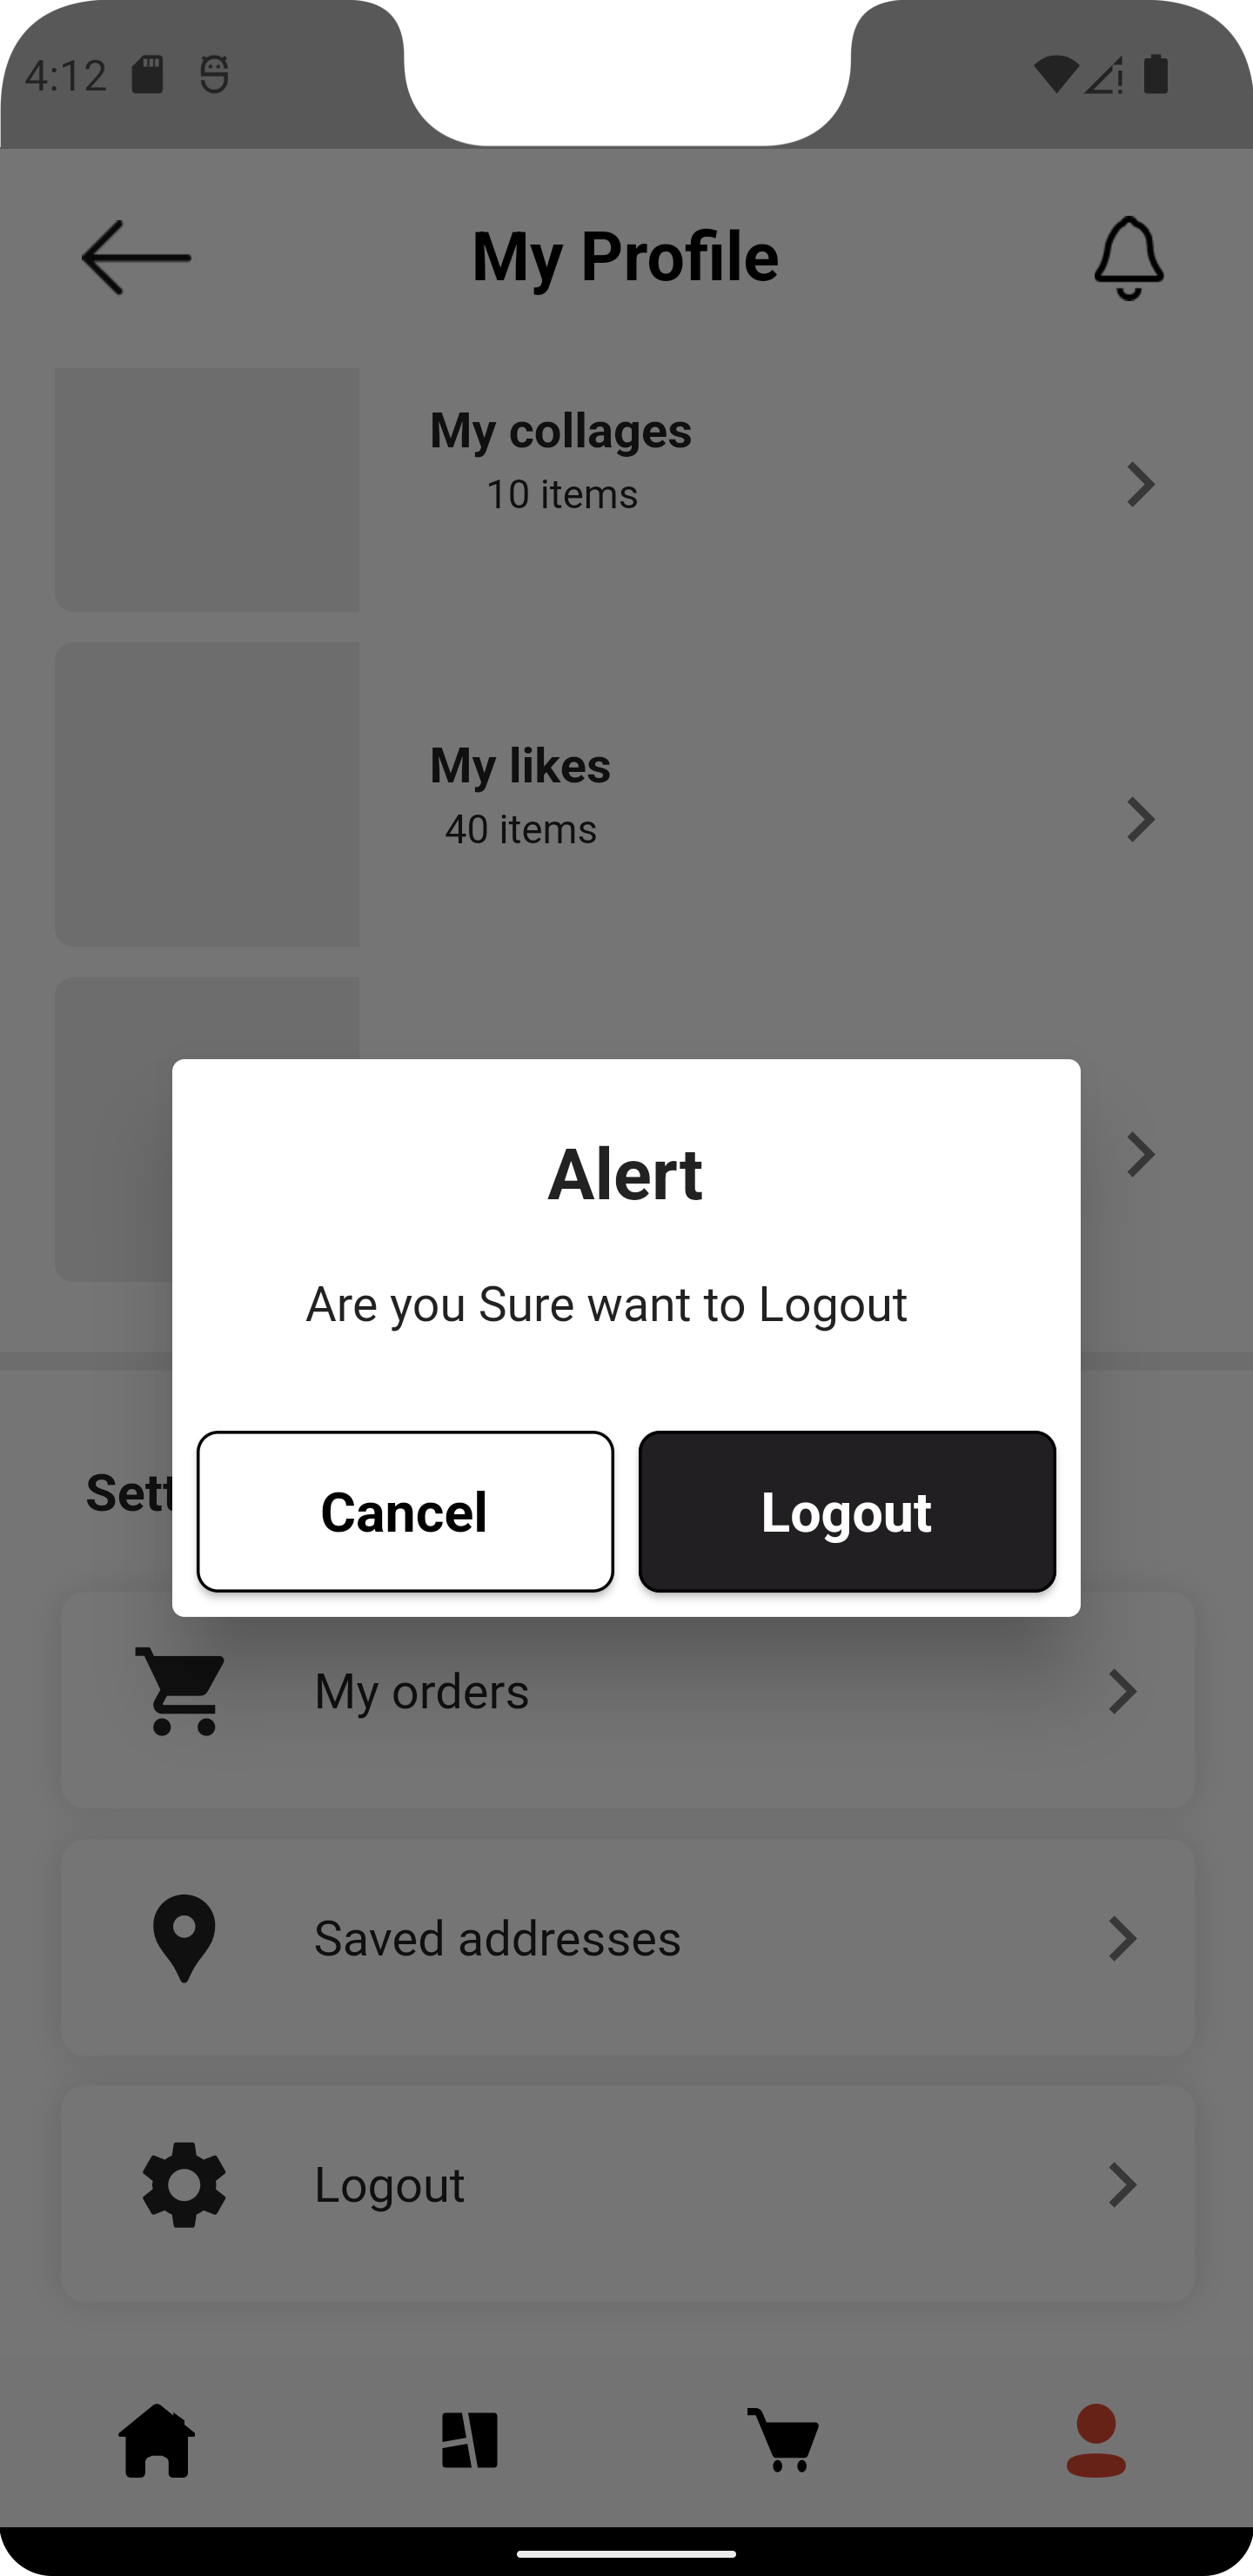 4:12
My Profile
My collages
10 items
My likes
40 items
Alert
Are you Sure want to Logout
Cancel
Logout
My orders
Saved addresses
Logout